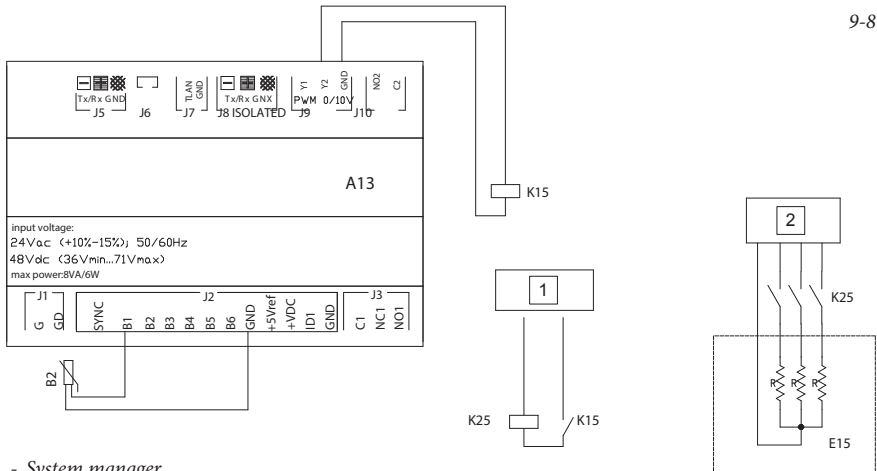 9-8
Tx/Rx GND
J5
J6
TLAN
GND
J7
Tx/Rx GNX
J8 ISOLATED
Y1
Y2
GND
PWM 0/10V
J9
J10
NO2
C2
K15
A13
input voltage:
24Vac (+10%-15%); 50/60Hz
48Vdc (36Vmin...71Vmax)
max power:8VA/6W
J1
G
GD
J2
SYNC
B1
B2
B3
B4
B5
B6
GND
+5Vref
+VDC
ID1
GND
J3
C1
NC1
NO1
B2
1
K25
K15
2
K25
R
R
R
E15
- System manager